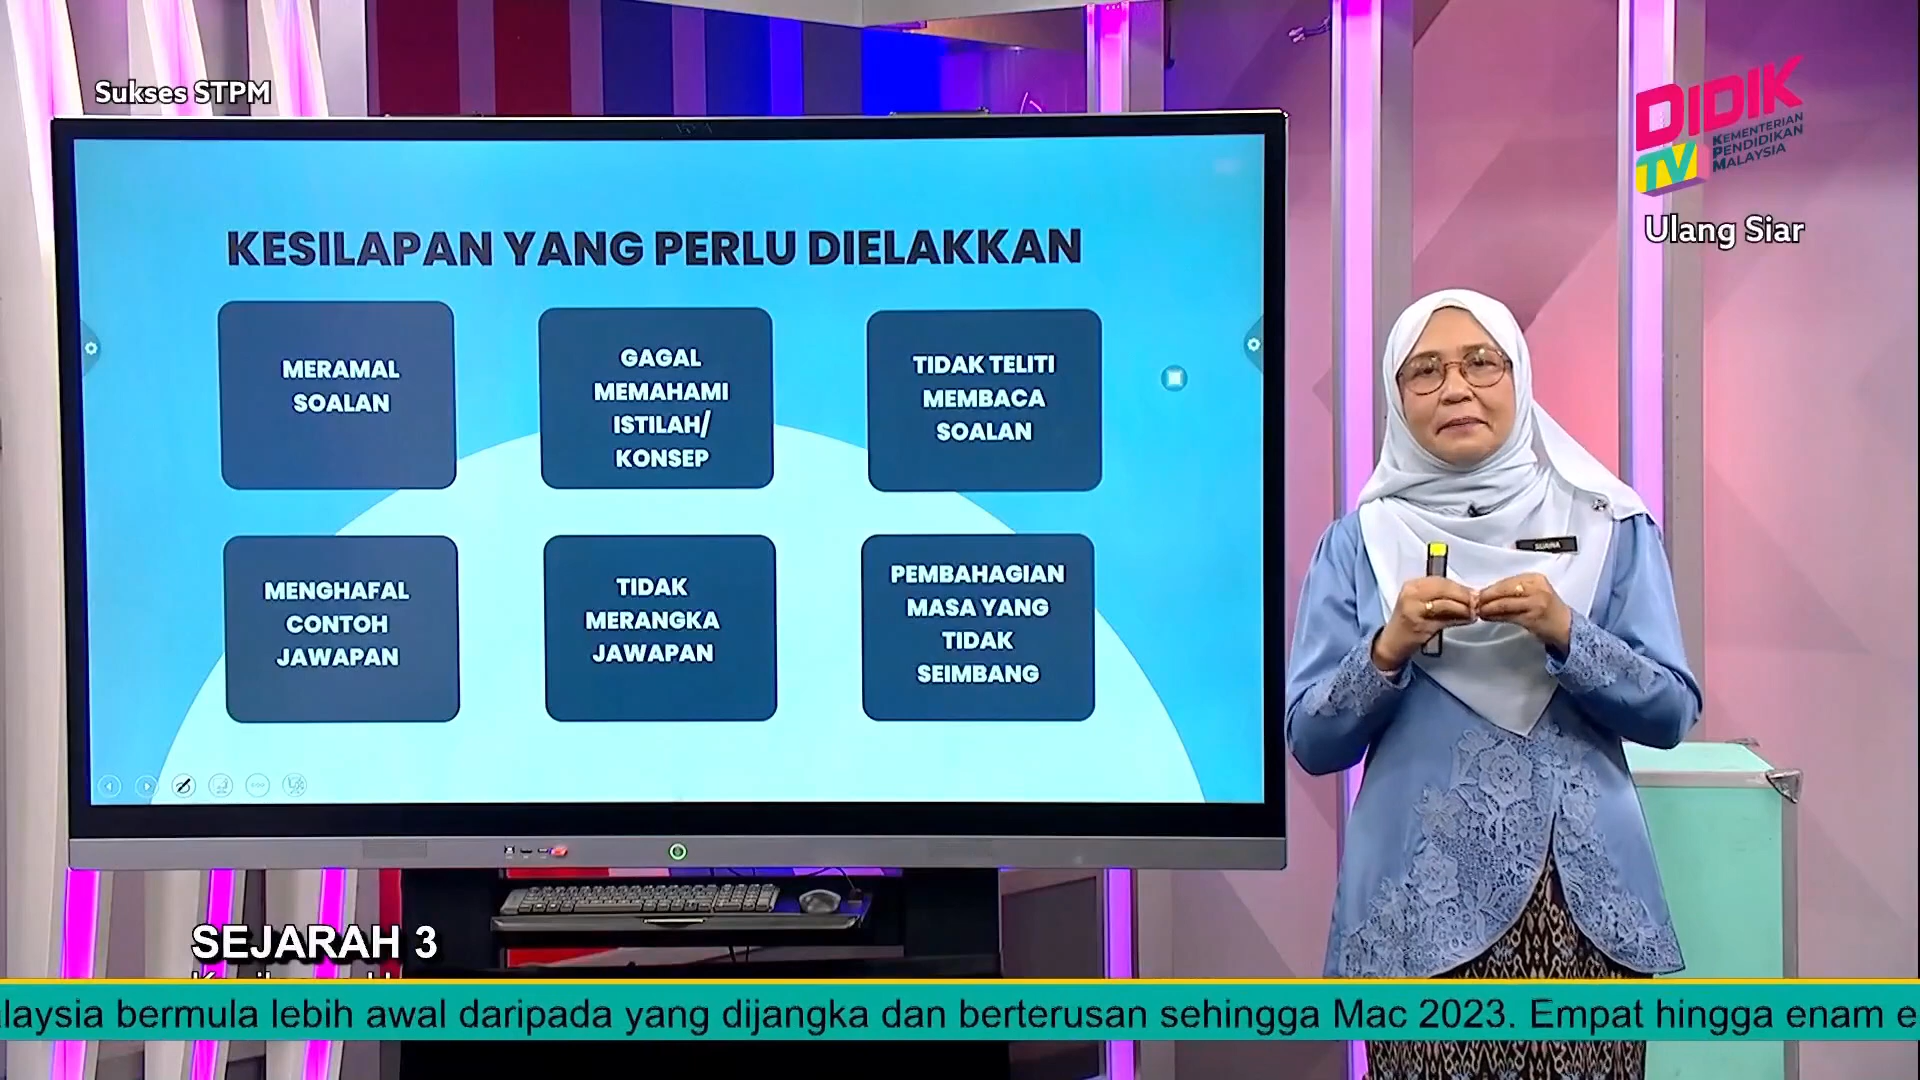 Sukses STPM
DIDIK
TV
KEMENTERIAN
PENDIDIKAN
MALAYSIA
Ulang Siar
KESILAPAN YANG PERLU DIELAKKAN
MERAMAL
SOALAN
GAGAL
MEMAHAMI
ISTILAH/
KONSEP
TIDAK TELITI
MEMBACA
SOALAN
MENGHAFAL
CONTOH
JAWAPAN
TIDAK
MERANGKA
JAWAPAN
PEMBAHAGIAN
MASA YANG
TIDAK
SEIMBANG
SEJARAH 3
laysia bermula lebih awal daripada yang dijangka dan berterusan sehingga Mac 2023. Empat hingga enam e